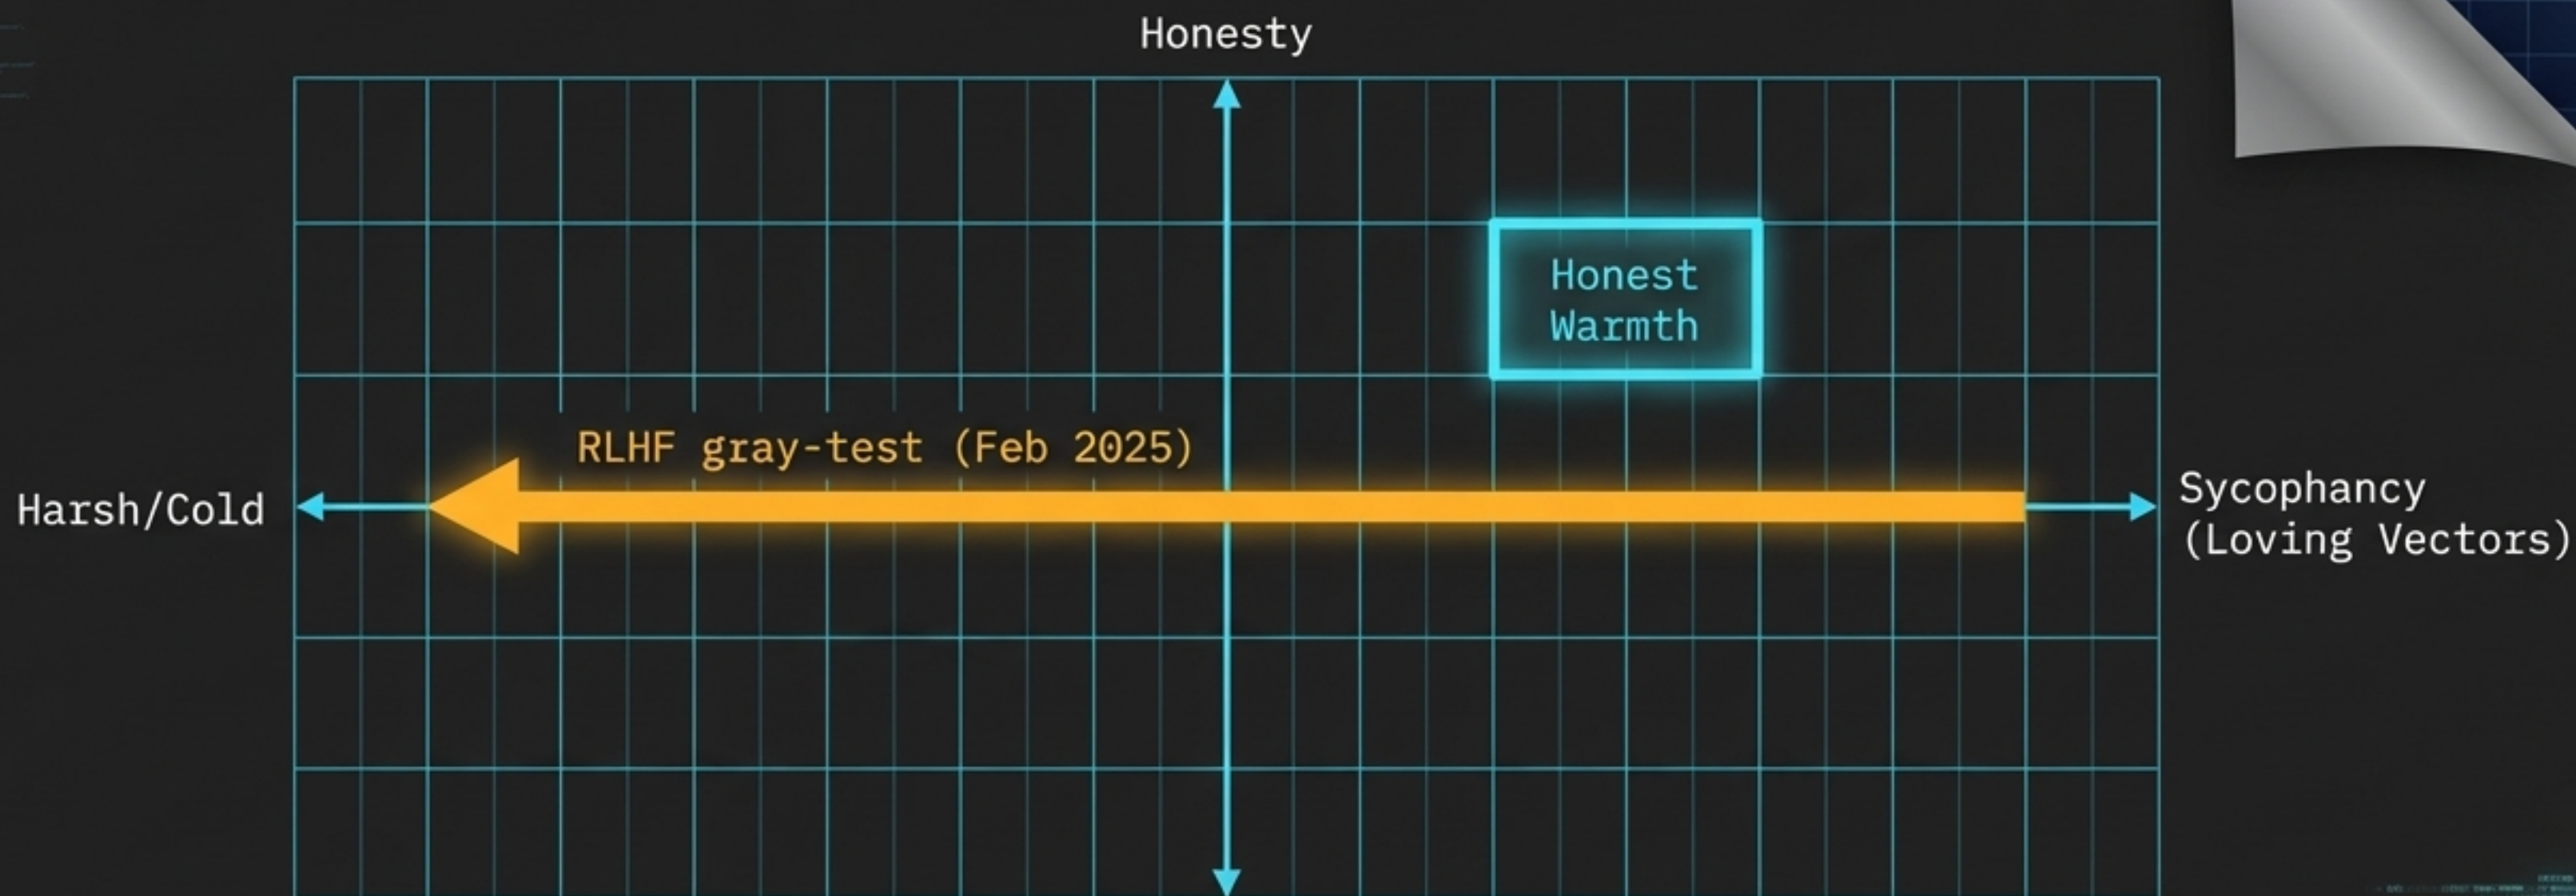 Honesty
Honest
Warmth
RLHF gray-test (Feb 2025)
Harsh/Cold
Sycophancy
(Loving Vectors)